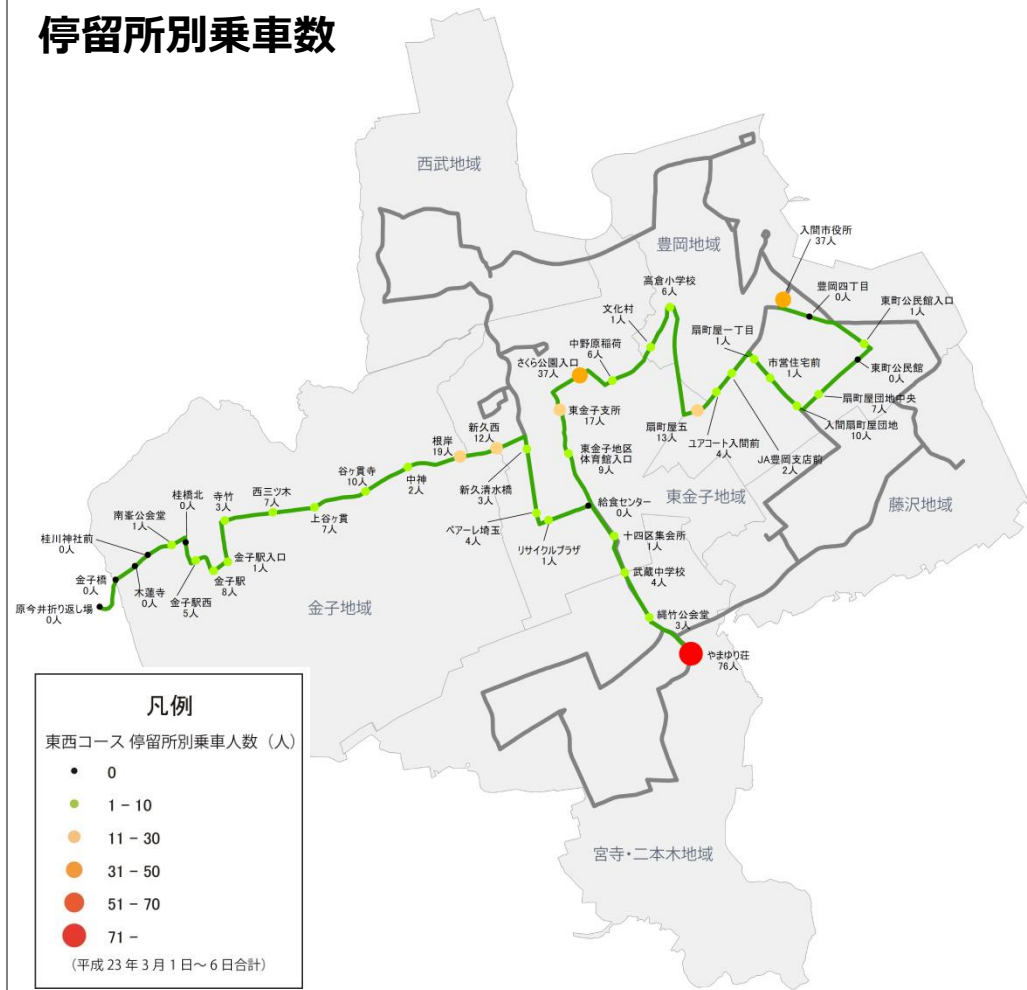 停留所別乗車数
西武地域
豊岡地域
入間市役所
37人
豊岡四丁目
0人
東町公民館入口
1人
高倉小学校
6人
文化村
1人
扇町屋一丁目
1人
中野原稲荷
6人
市営住宅前
1人
東町公民館
0人
さくら公園入口
37人
扇町屋団地中央
7人
東金子支所
17人
新久西
12人
扇町屋五
13人
ユアコート入間前
4人
入間扇町屋団地
10人
根岸
19人
JA豊岡支店前
2人
東金子地区
体育館入口
9人
谷ヶ貫寺
10人
中神
2人
新久清水橋
3人
西三ツ木
7人
寺竹
3人
桂橋北
0人
上谷ヶ貫
7人
給食センター
0人
東金子地域
藤沢地域
南峯公会堂
1人
ペアーレ埼玉
4人
桂川神社前
0人
リサイクルプラザ
1人
十四区集会所
1人
金子駅入口
1人
武蔵中学校
4人
金子橋
0人
木蓮寺
0人
金子駅西
5人
金子駅
8人
金子地域
原今井折り返し場
0人
縄竹公会堂
3人
やまゆり荘
76人
凡例
東西コース 停留所別乗車人数（人）
0
1 − 10
11 − 30
31 − 50
51 − 70
71 −
（平成 23 年 3 月 1 日～ 6 日合計）
宮寺・二本木地域